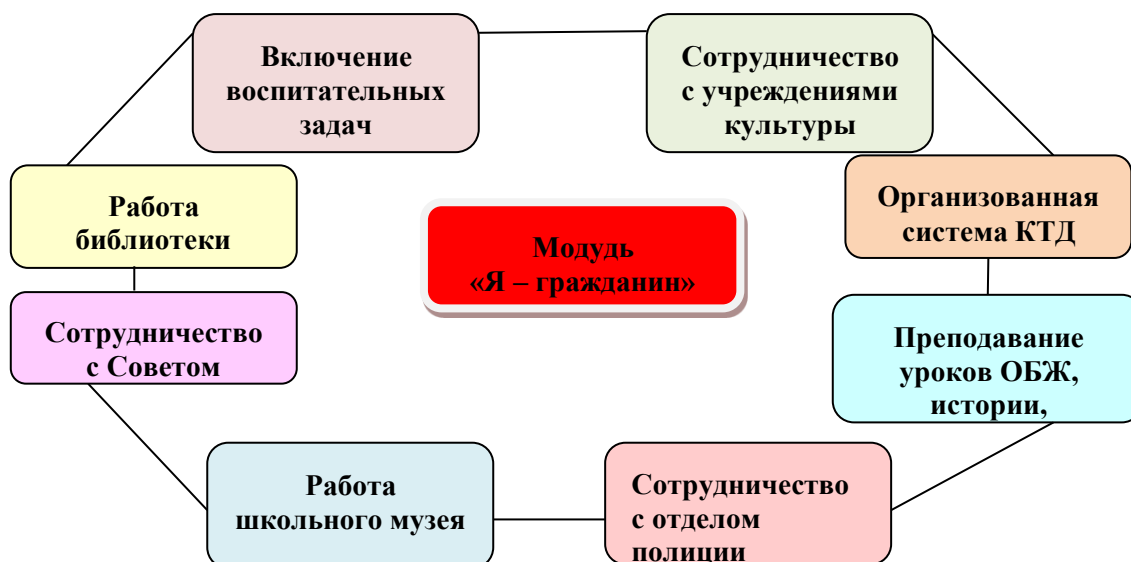 Включение
воспитательных
задач
Сотрудничество
с учреждениями
культуры
Работа
библиотеки
Модудь
«Я – гражданин»
Организованная
система КТД
Сотрудничество
с Советом
Преподавание
уроков ОБЖ,
истории,
Работа
школьного музея
Сотрудничество
с отделом
полиции